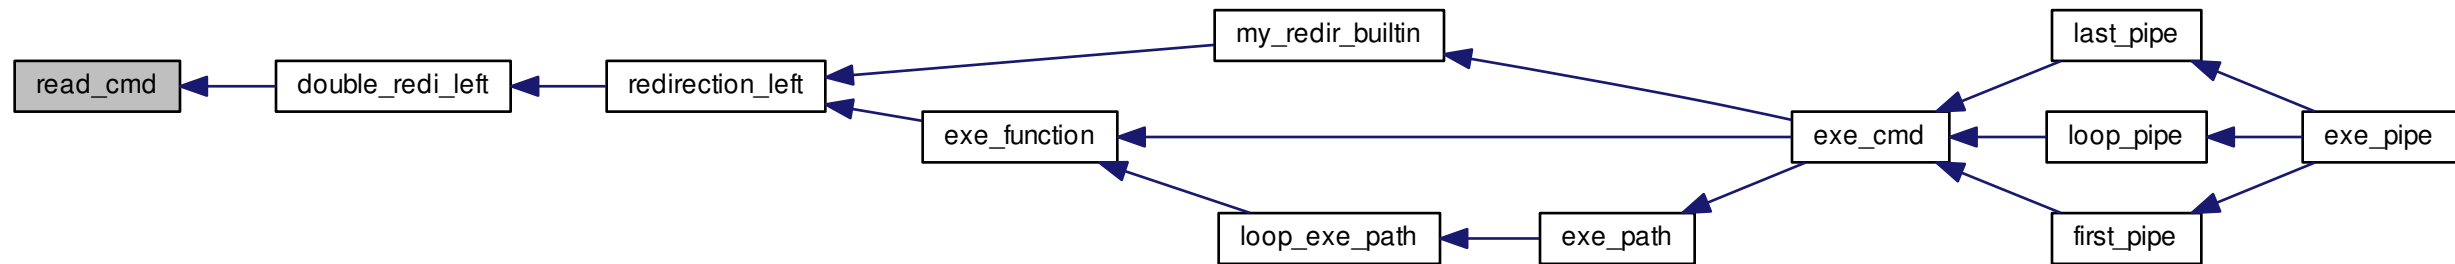 read_cmd
double_redi_left
redirection_left
my_redir_builtin
exe_function
loop_exe_path
exe_path
exe_cmd
last_pipe
loop_pipe
first_pipe
exe_pipe